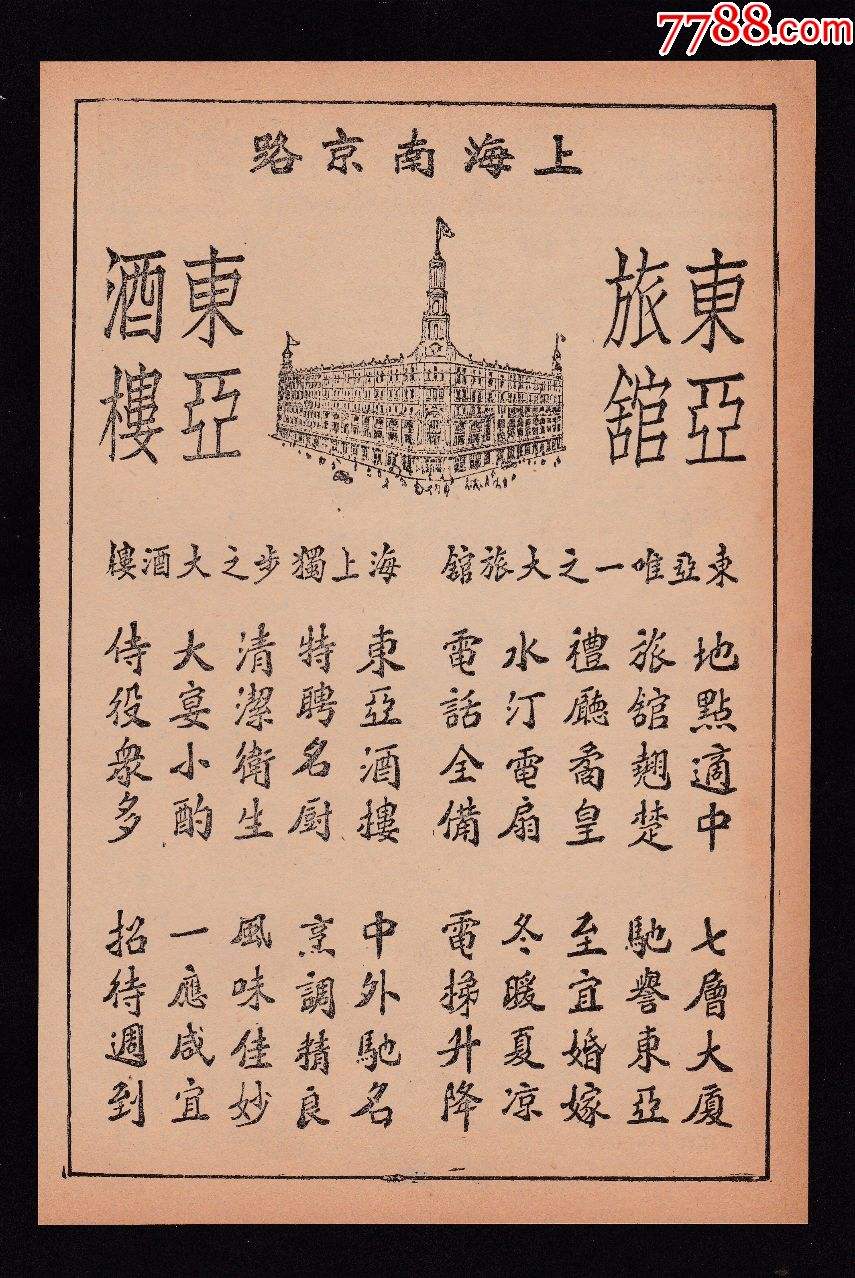 7788.com
上海南京路
東亞
旅舘
東亞
酒樓
東亞唯一之大旅舘
海上獨步之大酒樓
地點適中 七層大厦
旅舘翹楚 馳譽東亞
禮廳矞皇 至宜婚嫁
水汀電扇 冬暖夏凉
電話全備 電梯升降
東亞酒樓 中外馳名
特聘名厨 烹調精良
清潔衛生 風味佳妙
大宴小酌 一應咸宜
侍役衆多 招待週到